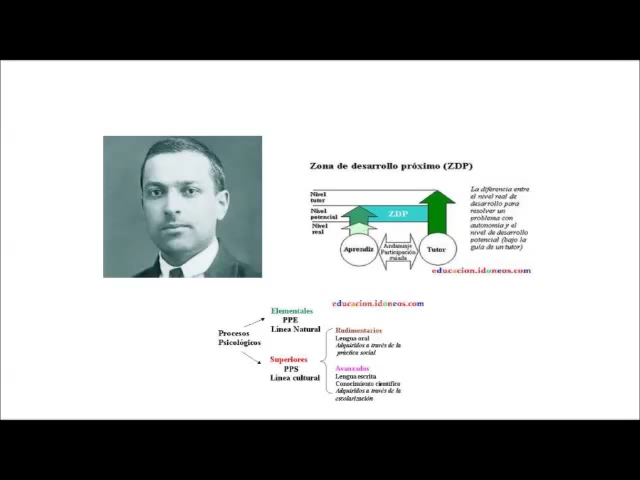 Zona de desarrollo próximo (ZDP)
Nivel
tutor
Nivel
potencial
Nivel
real
ZDP
Aprendiz
Andamiaje
Participación
guiada
Tutor
La diferencia entre
el nivel real de
desarrollo para
resolver un
problema con
autonomía y el
nivel de desarrollo
potencial (bajo la
guía de un tutor)
educacion.idoneos.com
educacion.idoneos.com
Procesos
Psicológicos
Elementales
PPE
Línea Natural
Superiores
PPS
Línea cultural
Rudimentarios
Lengua oral
Adquiridos a través de la
práctica social
Avanzados
Lengua escrita
Conocimiento científico
Adquiridos a través de la
escolarización